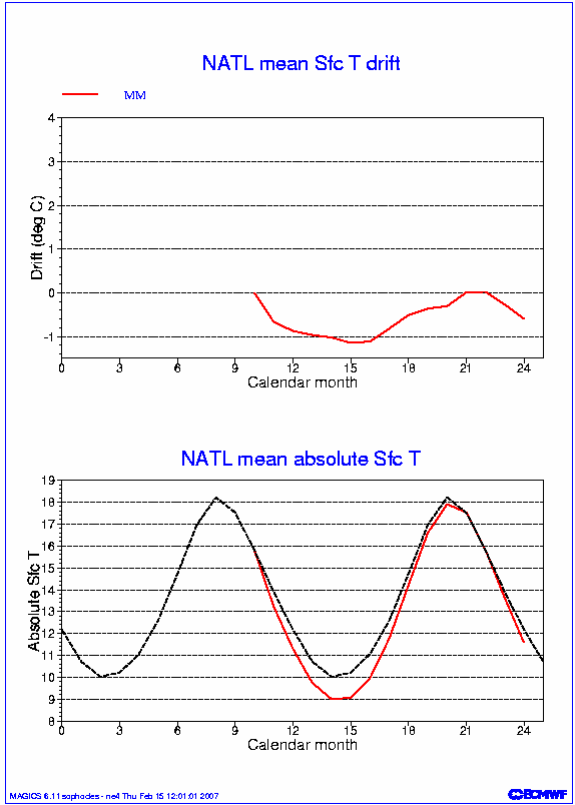 NATL mean Sfc T drift
MM
4
3
2
1
0
-1
Drift (deg C)
0 3 6 9 12 15 18 21 24
Calendar month
NATL mean absolute Sfc T
19
18
17
16
15
14
13
12
11
10
9
8
Absolute Sfc T
0 3 6 9 12 15 18 21 24
Calendar month
MAGICS 6.11 sophocles - ne4 Thu Feb 15 12:01:01 2007
ECMWF